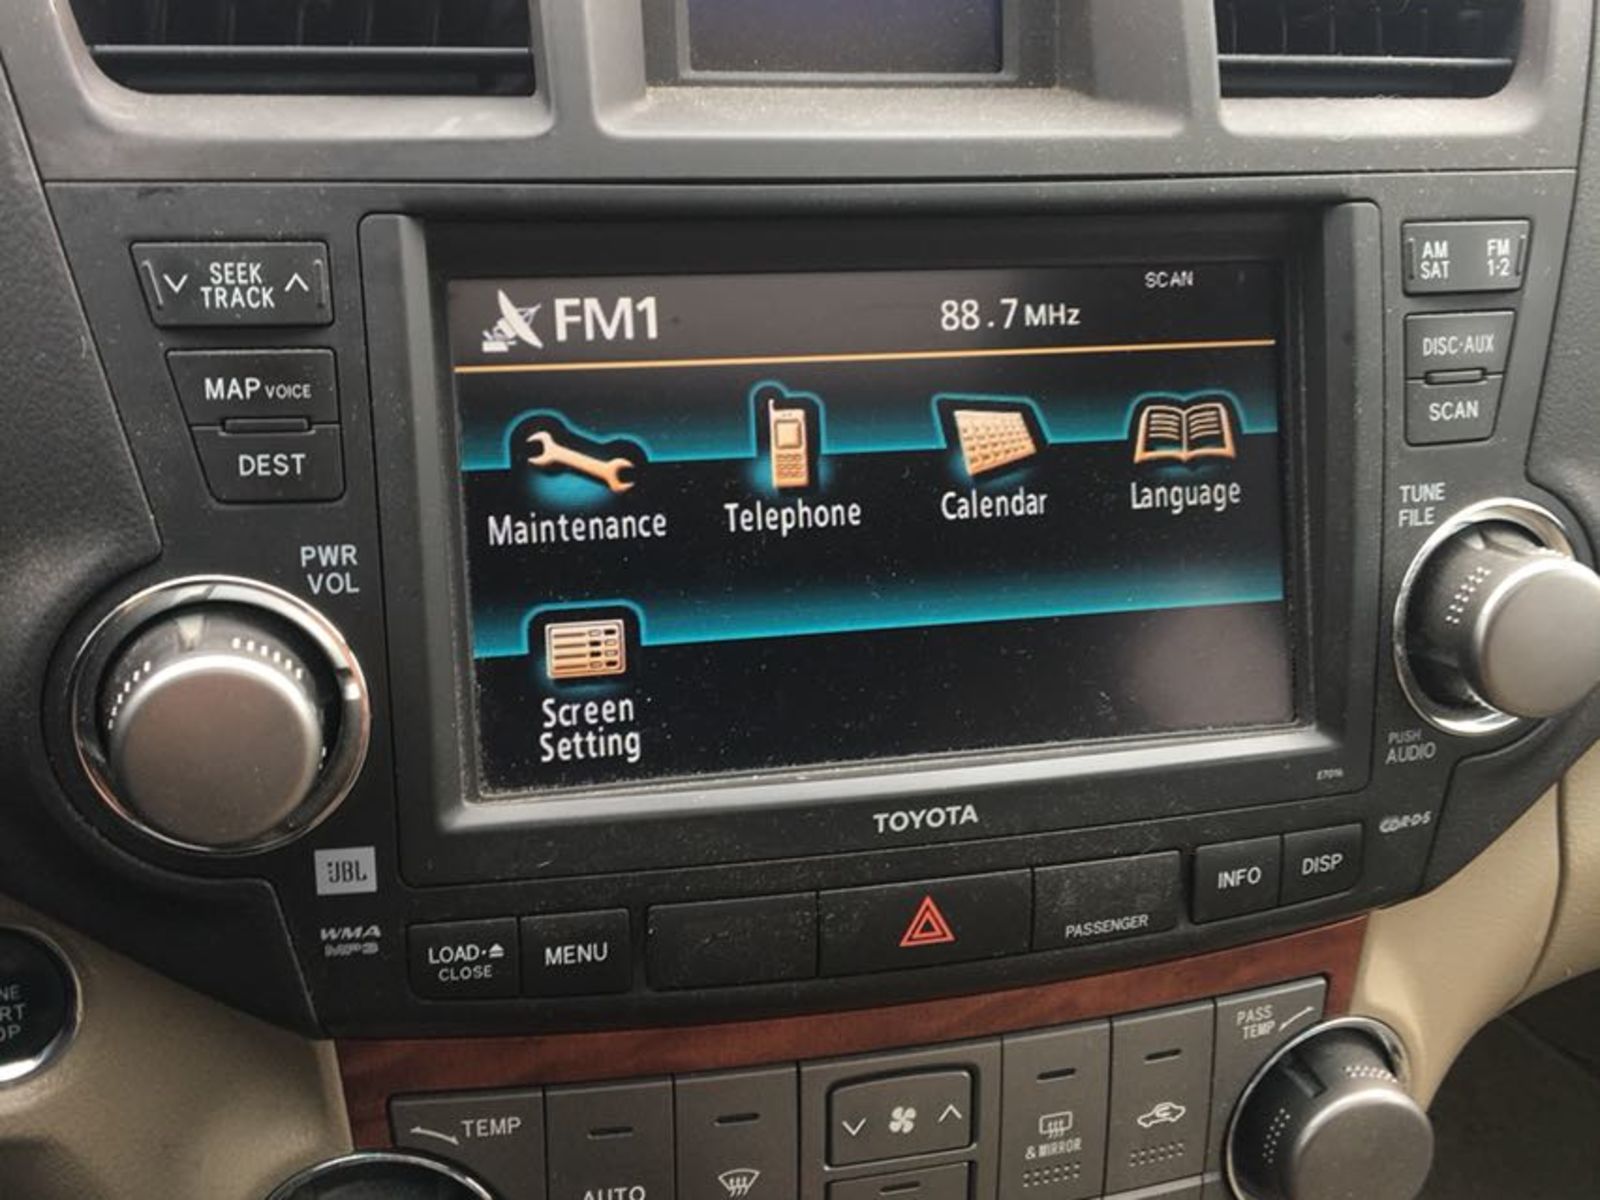 SEEK
TRACK
MAP VOICE
DEST
PWR
VOL
FM1
88.7 MHz
SCAN
Maintenance
Telephone
Calendar
Language
Screen
Setting
AM
SAT
FM
1·2
DISC·AUX
SCAN
TUNE
FILE
PUSH
AUDIO
E7016
TOYOTA
JBL
WMA
MP3
LOAD·⏏
CLOSE
MENU
PASSENGER
INFO
DISP
TEMP
AUTO
& MIRROR
PASS
TEMP